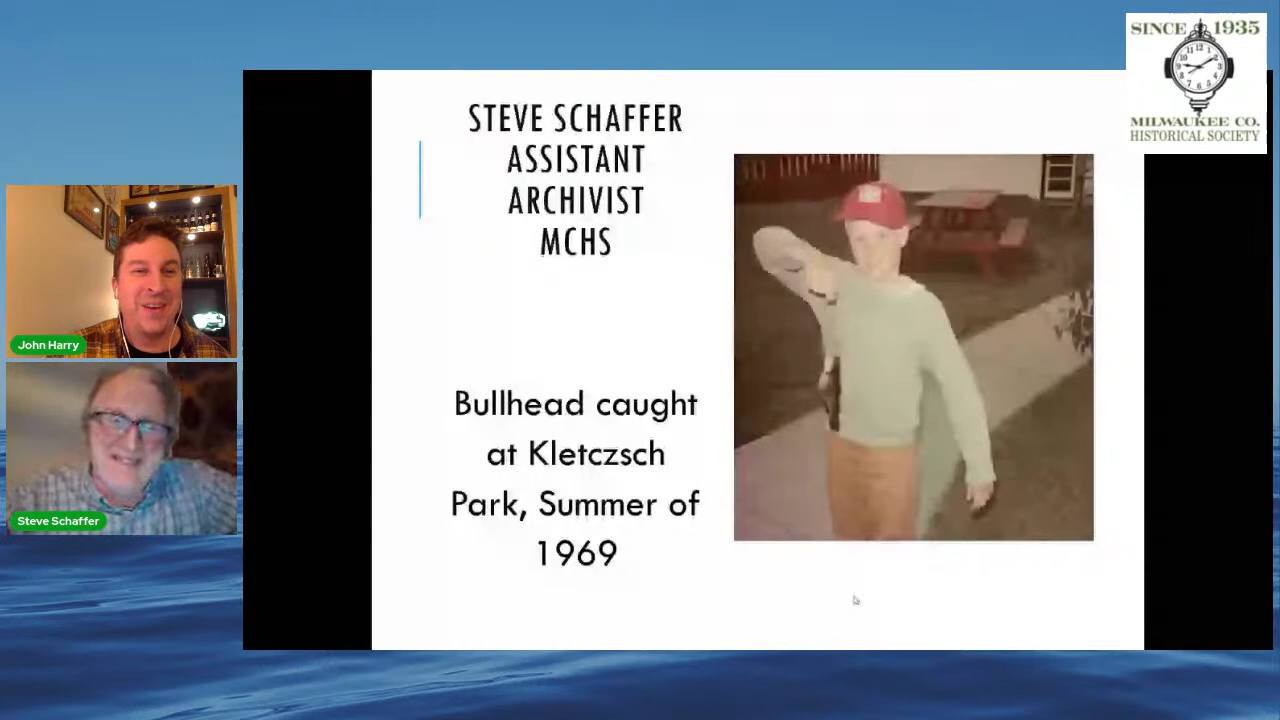 SINCE 1935
MILWAUKEE CO.
HISTORICAL SOCIETY
STEVE SCHAFFER
ASSISTANT
ARCHIVIST
MCHS
Bullhead caught
at Kletczsch
Park, Summer of
1969
John Harry
Steve Schaffer